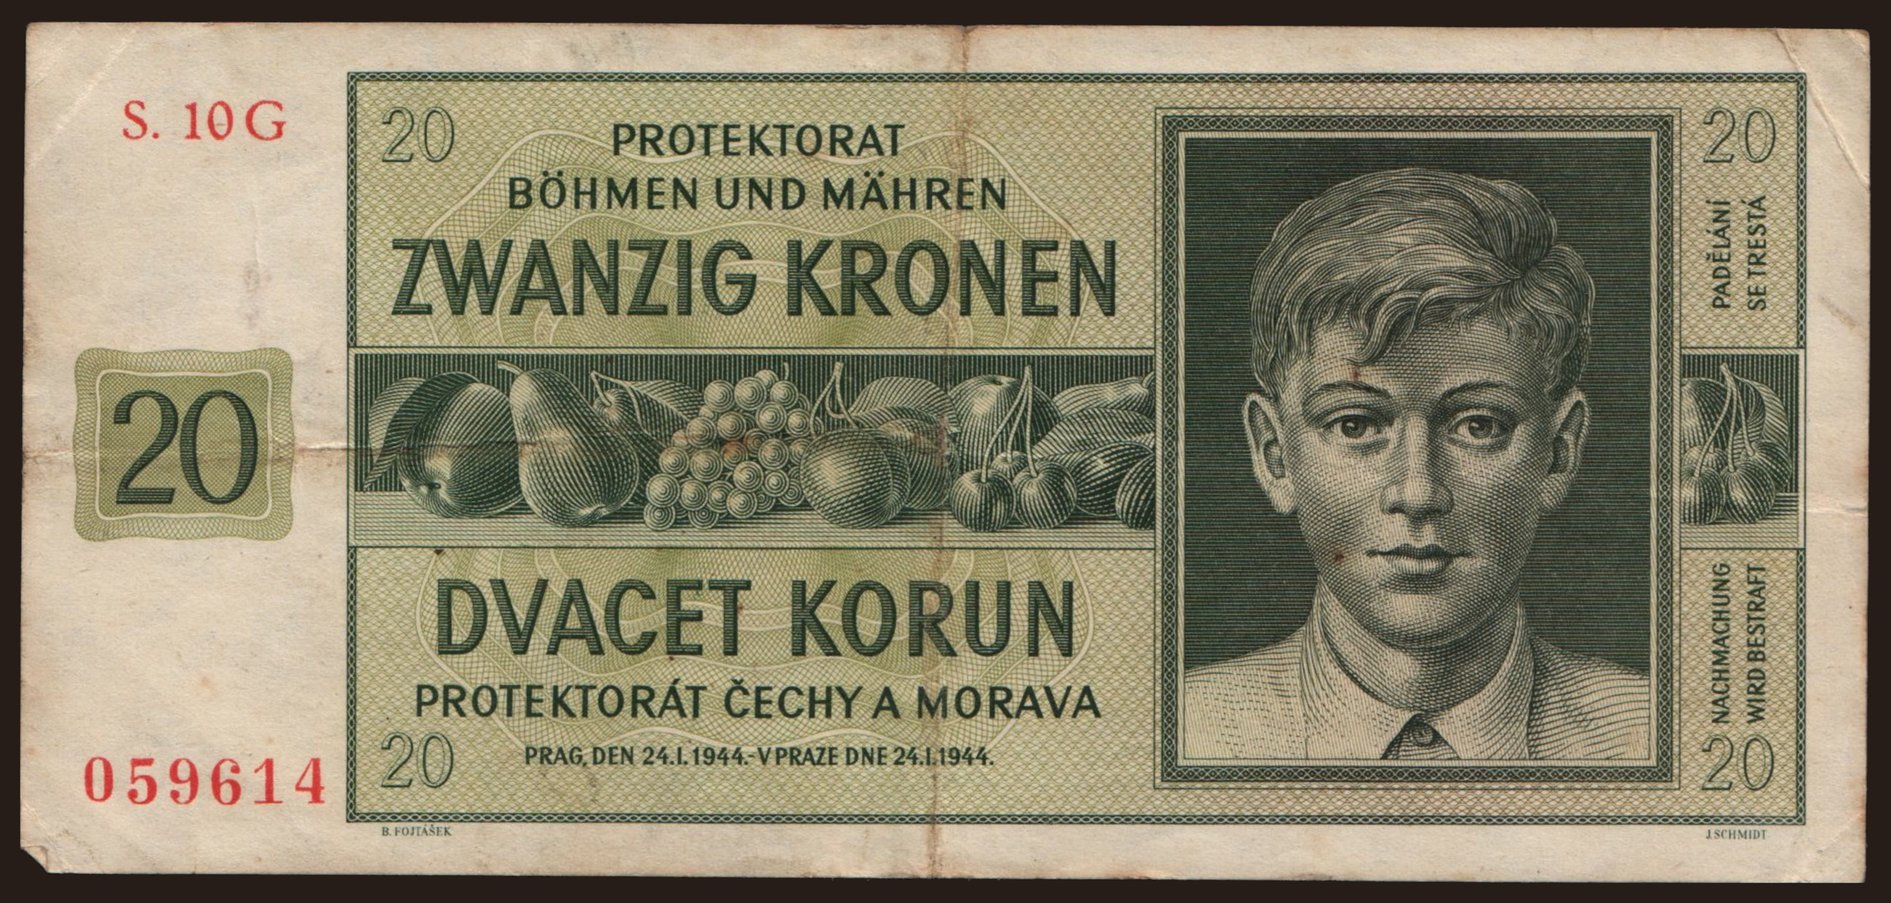 S. 10 G
20
PROTEKTORAT
BÖHMEN UND MÄHREN
ZWANZIG KRONEN
20
DVACET KORUN
PROTEKTORÁT ČECHY A MORAVA
20
PRAG, DEN 24.I.1944.-V PRAZE DNE 24.I.1944.
059614
B. FOJTÁŠEK
20
PADĚLÁNÍ
SE TRESTÁ
NACHMACHUNG
WIRD BESTRAFT
20
J. SCHMIDT